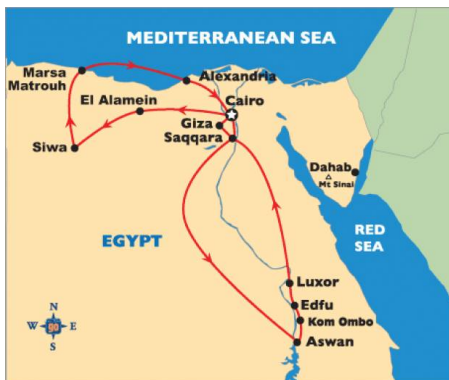 MEDITERRANEAN SEA
Marsa
Matrouh
Alexandria
El Alamein
Cairo
Giza
Saqqara
Siwa
Dahab
Mt Sinai
EGYPT
RED
SEA
Luxor
Edfu
Kom Ombo
Aswan
N
W
E
S